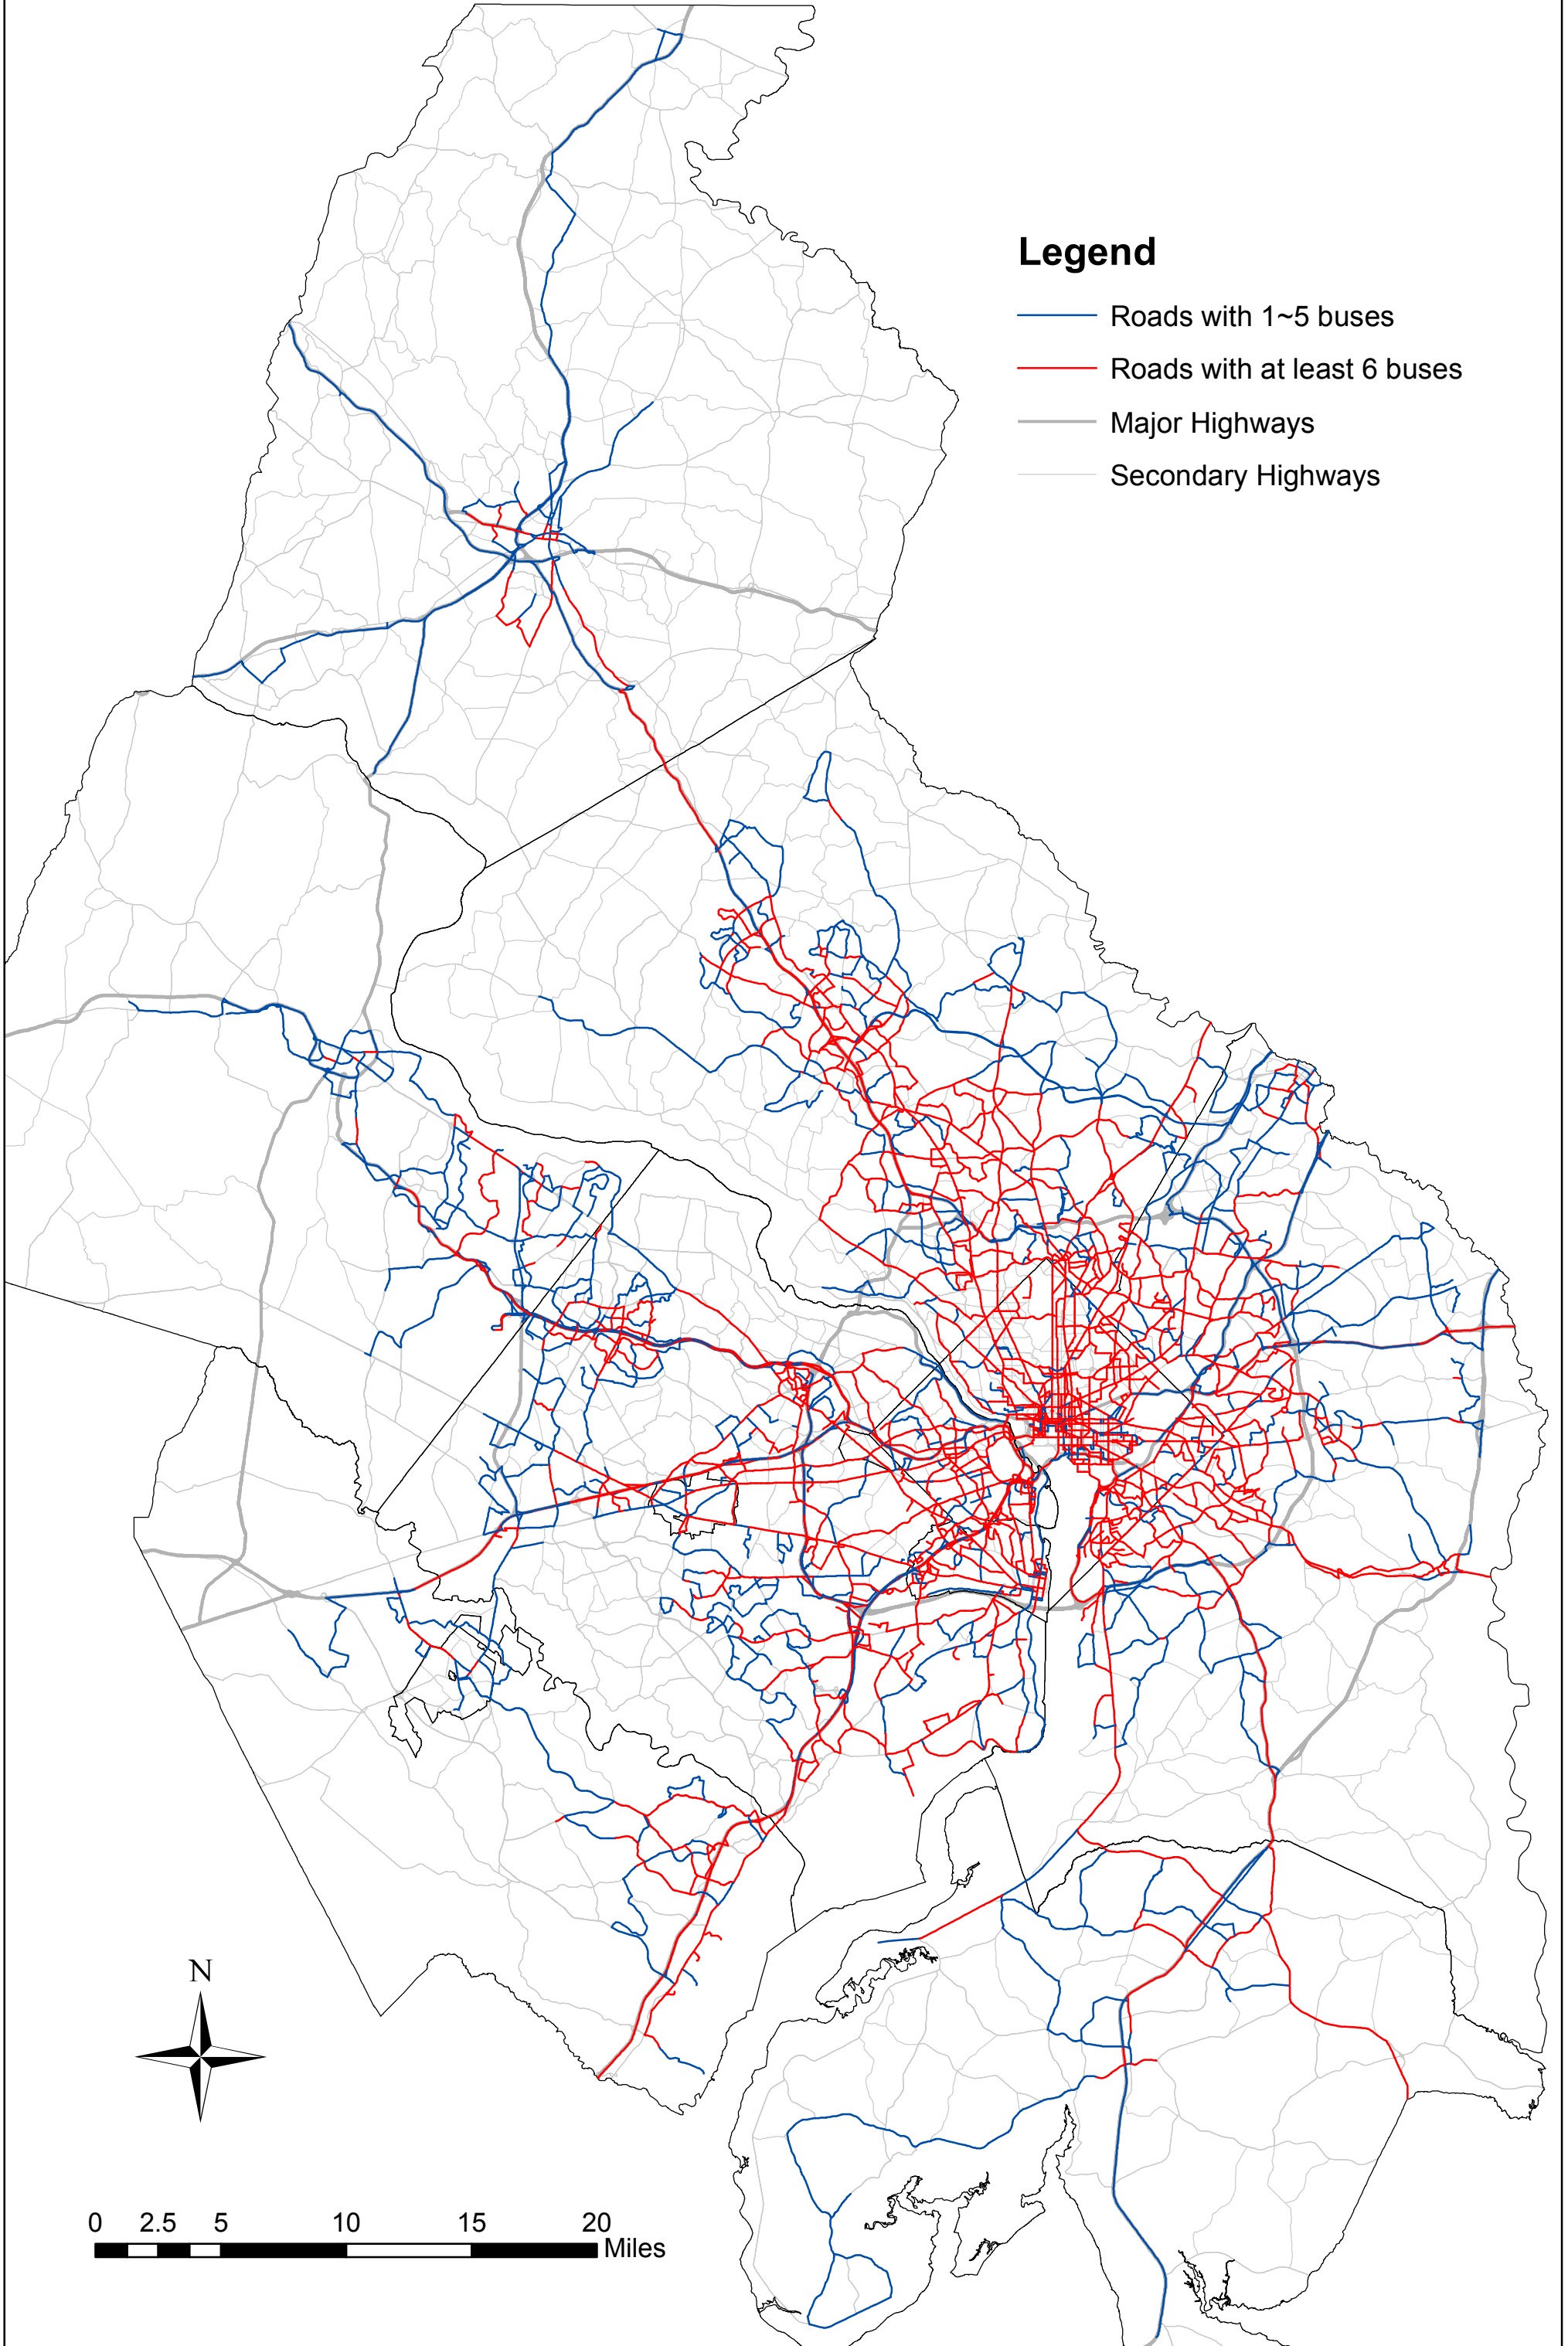 Legend
Roads with 1~5 buses
Roads with at least 6 buses
Major Highways
Secondary Highways
N
0 2.5 5 10 15 20
Miles